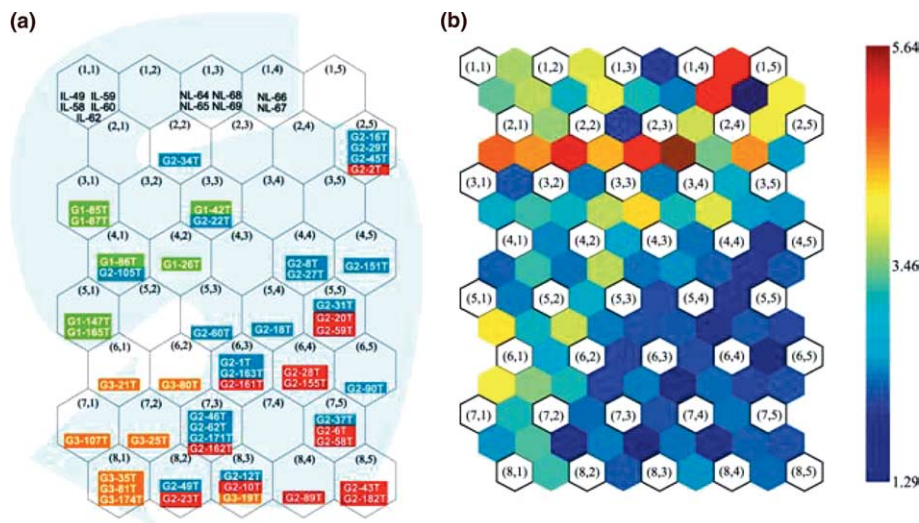 (a)
(1,1) (1,2) (1,3) (1,4) (1,5)
IL-49 IL-59
IL-58 IL-60
IL-62
NL-64 NL-68
NL-65 NL-69
NL-66
NL-67
(2,1) (2,2) (2,3) (2,4) (2,5)
G2-34T
G2-16T
G2-29T
G2-45T
G2-2T
(3,1) (3,2) (3,3) (3,4) (3,5)
G1-85T
G1-87T
G1-42T
G2-22T
(4,1) (4,2) (4,3) (4,4) (4,5)
G1-86T
G2-105T
G1-26T
G2-8T
G2-27T
G2-151T
(5,1) (5,2) (5,3) (5,4) (5,5)
G1-147T
G1-165T
G2-60T
G2-18T
G2-31T
G2-20T
G2-59T
(6,1) (6,2) (6,3) (6,4) (6,5)
G3-21T
G3-80T
G2-1T
G2-163T
G2-161T
G2-28T
G2-155T
G2-90T
(7,1) (7,2) (7,3) (7,4) (7,5)
G3-107T
G3-25T
G2-46T
G2-62T
G2-171T
G2-162T
G2-37T
G2-6T
G2-58T
(8,1) (8,2) (8,3) (8,4) (8,5)
G3-35T
G3-81T
G3-174T
G2-49T
G2-23T
G2-12T
G2-10T
G3-19T
G2-89T
G2-43T
G2-182T
(b)
(1,1) (1,2) (1,3) (1,4) (1,5)
(2,1) (2,2) (2,3) (2,4) (2,5)
(3,1) (3,2) (3,3) (3,4) (3,5)
(4,1) (4,2) (4,3) (4,4) (4,5)
(5,1) (5,2) (5,3) (5,4) (5,5)
(6,1) (6,2) (6,3) (6,4) (6,5)
(7,1) (7,2) (7,3) (7,4) (7,5)
(8,1) (8,2) (8,3) (8,4) (8,5)
5.64
3.46
1.29